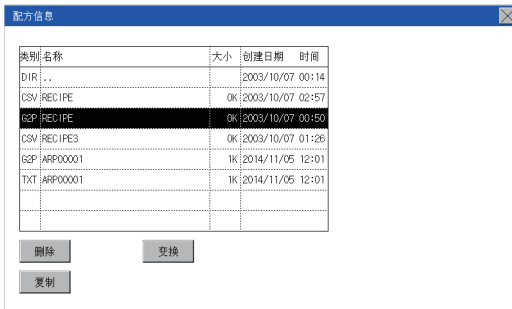 配方信息
类别 名称 大小 创建日期 时间
DIR .. 2003/10/07 00:14
CSV RECIPE 0K 2003/10/07 02:57
G2P RECIPE 0K 2003/10/07 00:50
CSV RECIPE3 0K 2003/10/07 01:26
G2P ARP00001 1K 2014/11/05 12:01
TXT ARP00001 1K 2014/11/05 12:01
删除 变换
复制